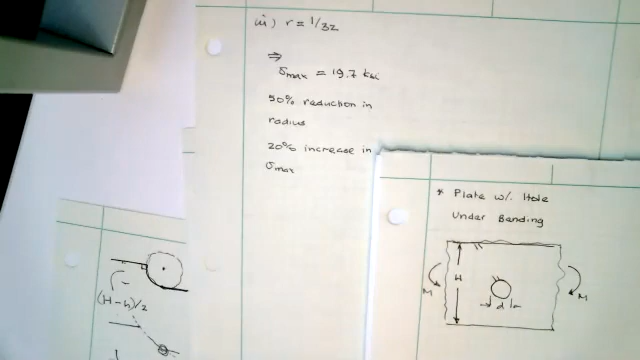 iii) r = 1/32
⇒
σmax = 19.7 ksi
50% reduction in
radius
20% increase in
σmax
* Plate w/. Hole
Under Bending
M
H
d
M
(H-h)/2